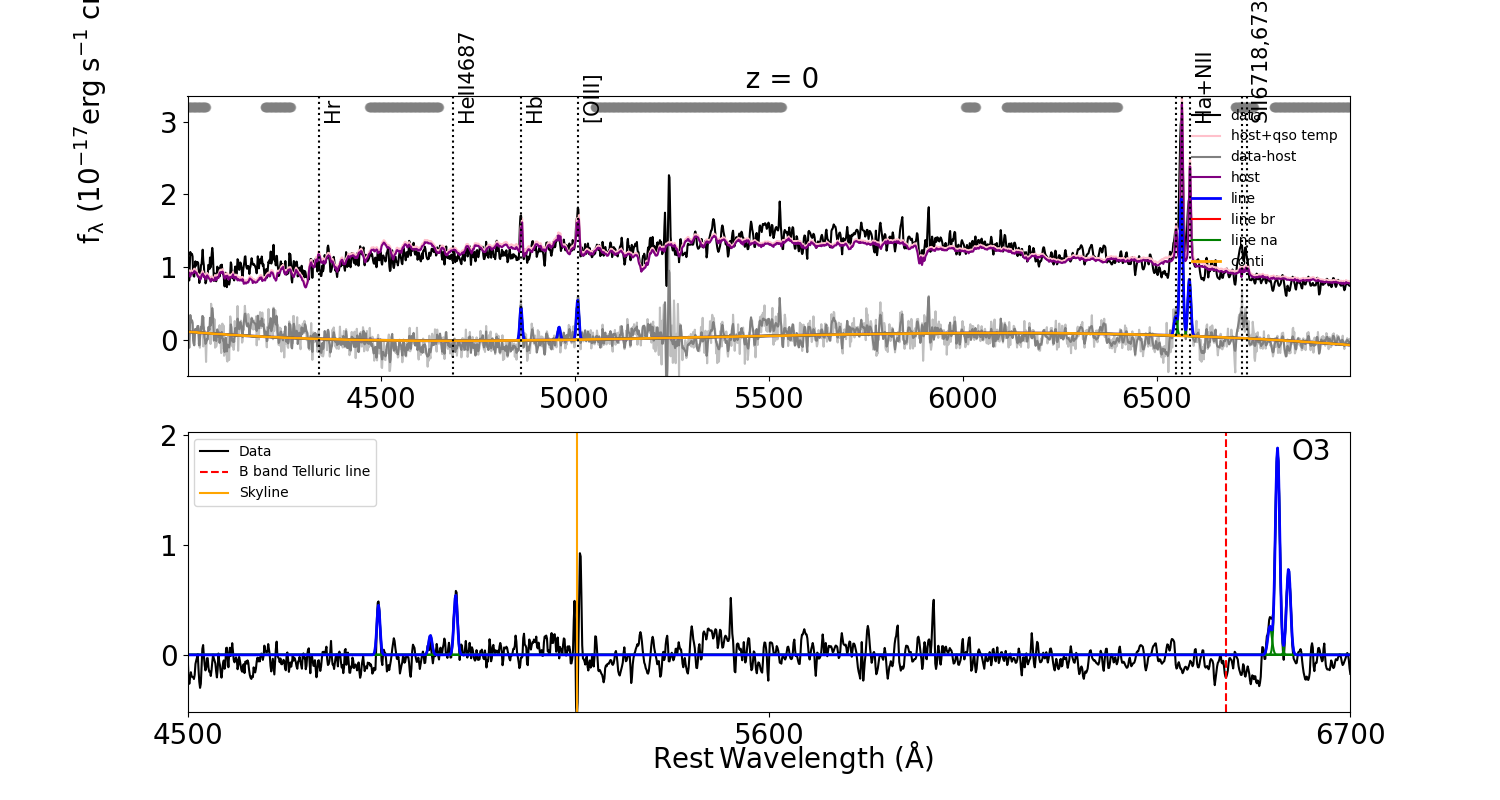 z = 0
f_λ (10⁻¹⁷erg s⁻¹ c
Hr
HeII4687
Hb
[OIII]
Ha+NII
SII6718,673
data
host+qso temp
data-host
host
line
line br
line na
conti
3
2
1
0
4500 5000 5500 6000 6500
Data
B band Telluric line
Skyline
O3
2
1
0
4500 5600 6700
Rest Wavelength (Å)